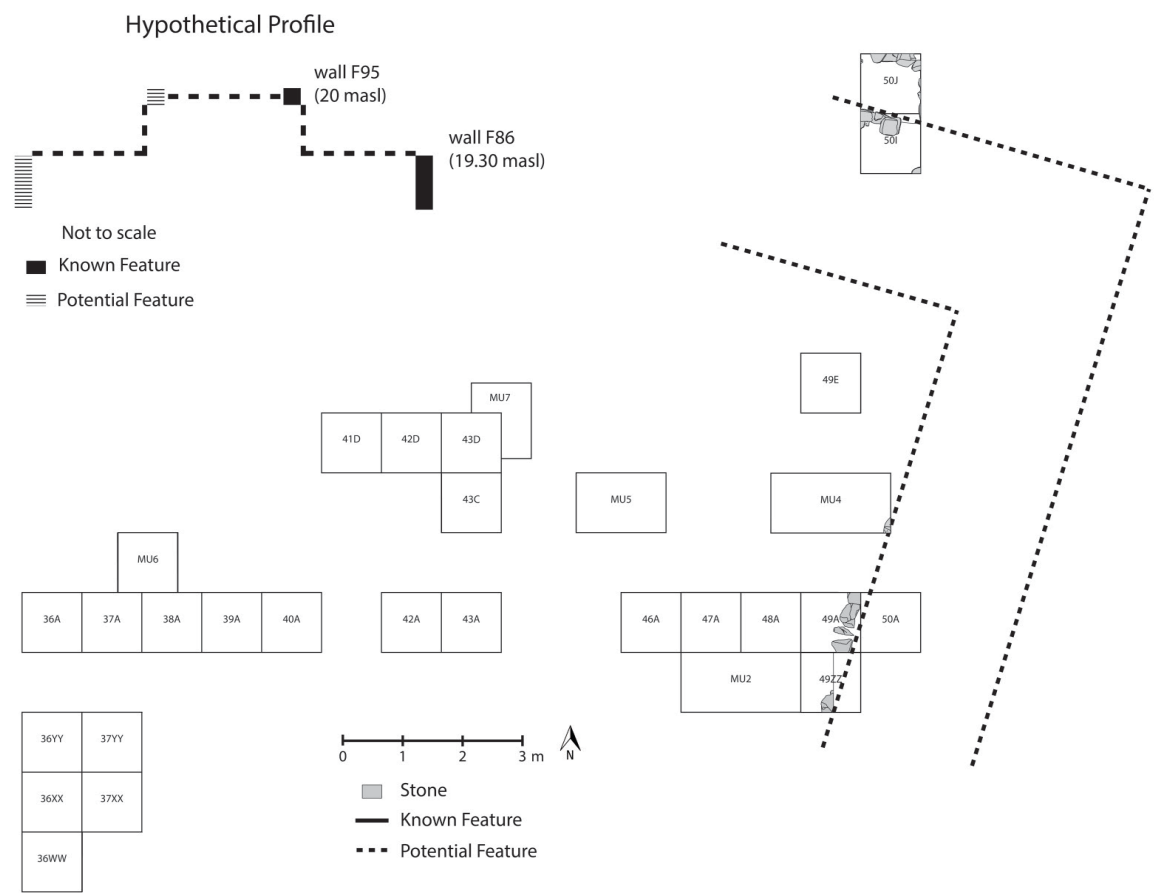 Hypothetical Profile
wall F95
(20 masl)
wall F86
(19.30 masl)
Not to scale
Known Feature
Potential Feature
50J
50I
49E
MU7
41D 42D 43D
43C
MU5
MU4
MU6
36A 37A 38A 39A 40A
42A 43A
46A 47A 48A 49A 50A
MU2
49ZZ
36YY 37YY
36XX 37XX
36WW
0 1 2 3 m
N
Stone
Known Feature
Potential Feature